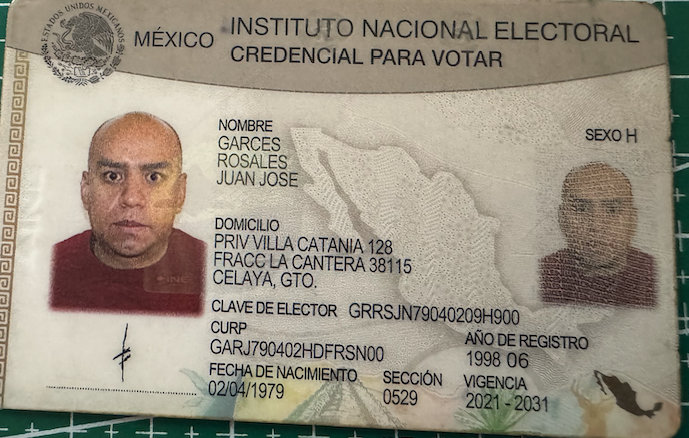 ESTADOS UNIDOS MEXICANOS
MÉXICO INSTITUTO NACIONAL ELECTORAL
CREDENCIAL PARA VOTAR
NOMBRE
GARCES
ROSALES
JUAN JOSE
SEXO H
DOMICILIO
PRIV VILLA CATANIA 128
FRACC LA CANTERA 38115
CELAYA, GTO.
CLAVE DE ELECTOR GRRSJN79040209H900
CURP
GARJ790402HDFRSN00
AÑO DE REGISTRO
1998 06
FECHA DE NACIMIENTO
02/04/1979
SECCIÓN
0529
VIGENCIA
2021 - 2031
INE